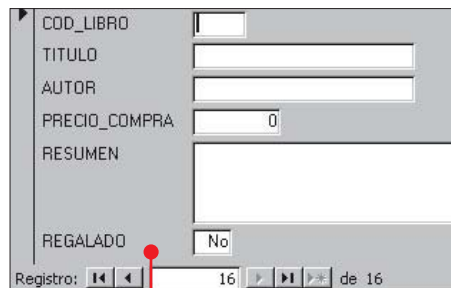 COD_LIBRO
TITULO
AUTOR
PRECIO_COMPRA 0
RESUMEN
REGALADO No
Registro: 16 de 16